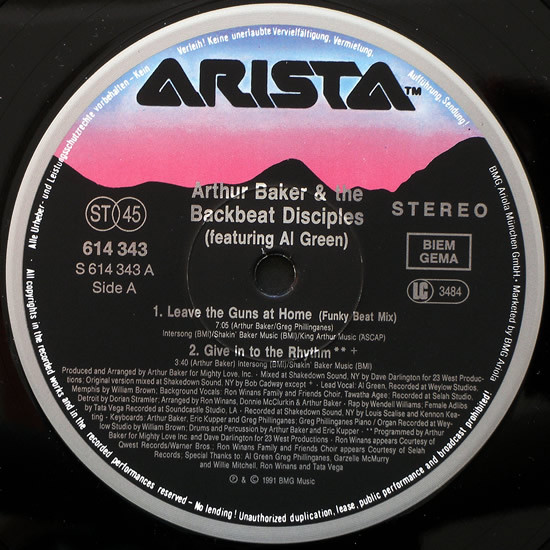 Alle Urheber- und Leistungsschutzrechte vorbehalten - Kein Verleih! Keine unerlaubte Vervielfältigung, Vermietung, Aufführung, Sendung!
ARISTA™
Arthur Baker & the
Backbeat Disciples
(featuring Al Green)
STEREO
ST 45
614 343
S 614 343 A
Side A
BIEM
GEMA
LC 3484
1. Leave the Guns at Home (Funky Beat Mix)
7:05 (Arthur Baker/Greg Phillinganes)
Intersong (BMI)/Shakin' Baker Music (BMI)/King Arthur Music (ASCAP)
2. Give in to the Rhythm ** +
3:40 (Arthur Baker) Intersong (BMI)/Shakin' Baker Music (BMI)
Produced and Arranged by Arthur Baker for Mighty Love, Inc. - Mixed at Shakedown Sound, NY by Dave Darlington for 23 West Produc-
tions: Original version mixed at Shakedown Sound, NY by Bob Cadway except * - Lead Vocal: Al Green, Recorded at Waylow Studios,
Memphis by William Brown; Background Vocals: Ron Winans Family and Friends Choir, Tawatha Agee: Recorded at Selah Studio,
Detroit by Dorian Stramler, Arranged by Ron Winans, Donnie McClurkin & Arthur Baker - Rap by Wendell Williams, Female Adlibs
by Tata Vega Recorded at Soundcastle Studio, LA - Recorded at Shakedown Sound, NY by Louis Scalise and Kennon Kea-
ting - Keyboards: Arthur Baker, Eric Kupper and Greg Phillinganes; Greg Phillinganes Piano / Organ Recorded at Wey-
low Studio by William Brown; Drums and Percussion by Arthur Baker and Eric Kupper - ** Programmed by Arthur
Baker for Mighty Love Inc. and Dave Darlington for 23 West Productions - Ron Winans appears Courtesy of
Qwest Records/Warner Bros: Ron Winans Family and Friends Choir appears Courtesy of Selah
Records; Special Thanks to: Al Green Greg Phillinganes, Garzelle McMurry
and Willie Mitchell, Ron Winans and Tata Vega
℗ & © 1991 BMG Music
BMG Ariola München GmbH. · Marketed by BMG Ariola
· All copyrights in the recorded works and in the recorded performances reserved - No lending! Unauthorized duplication, lease, public performance and broadcast prohibited!